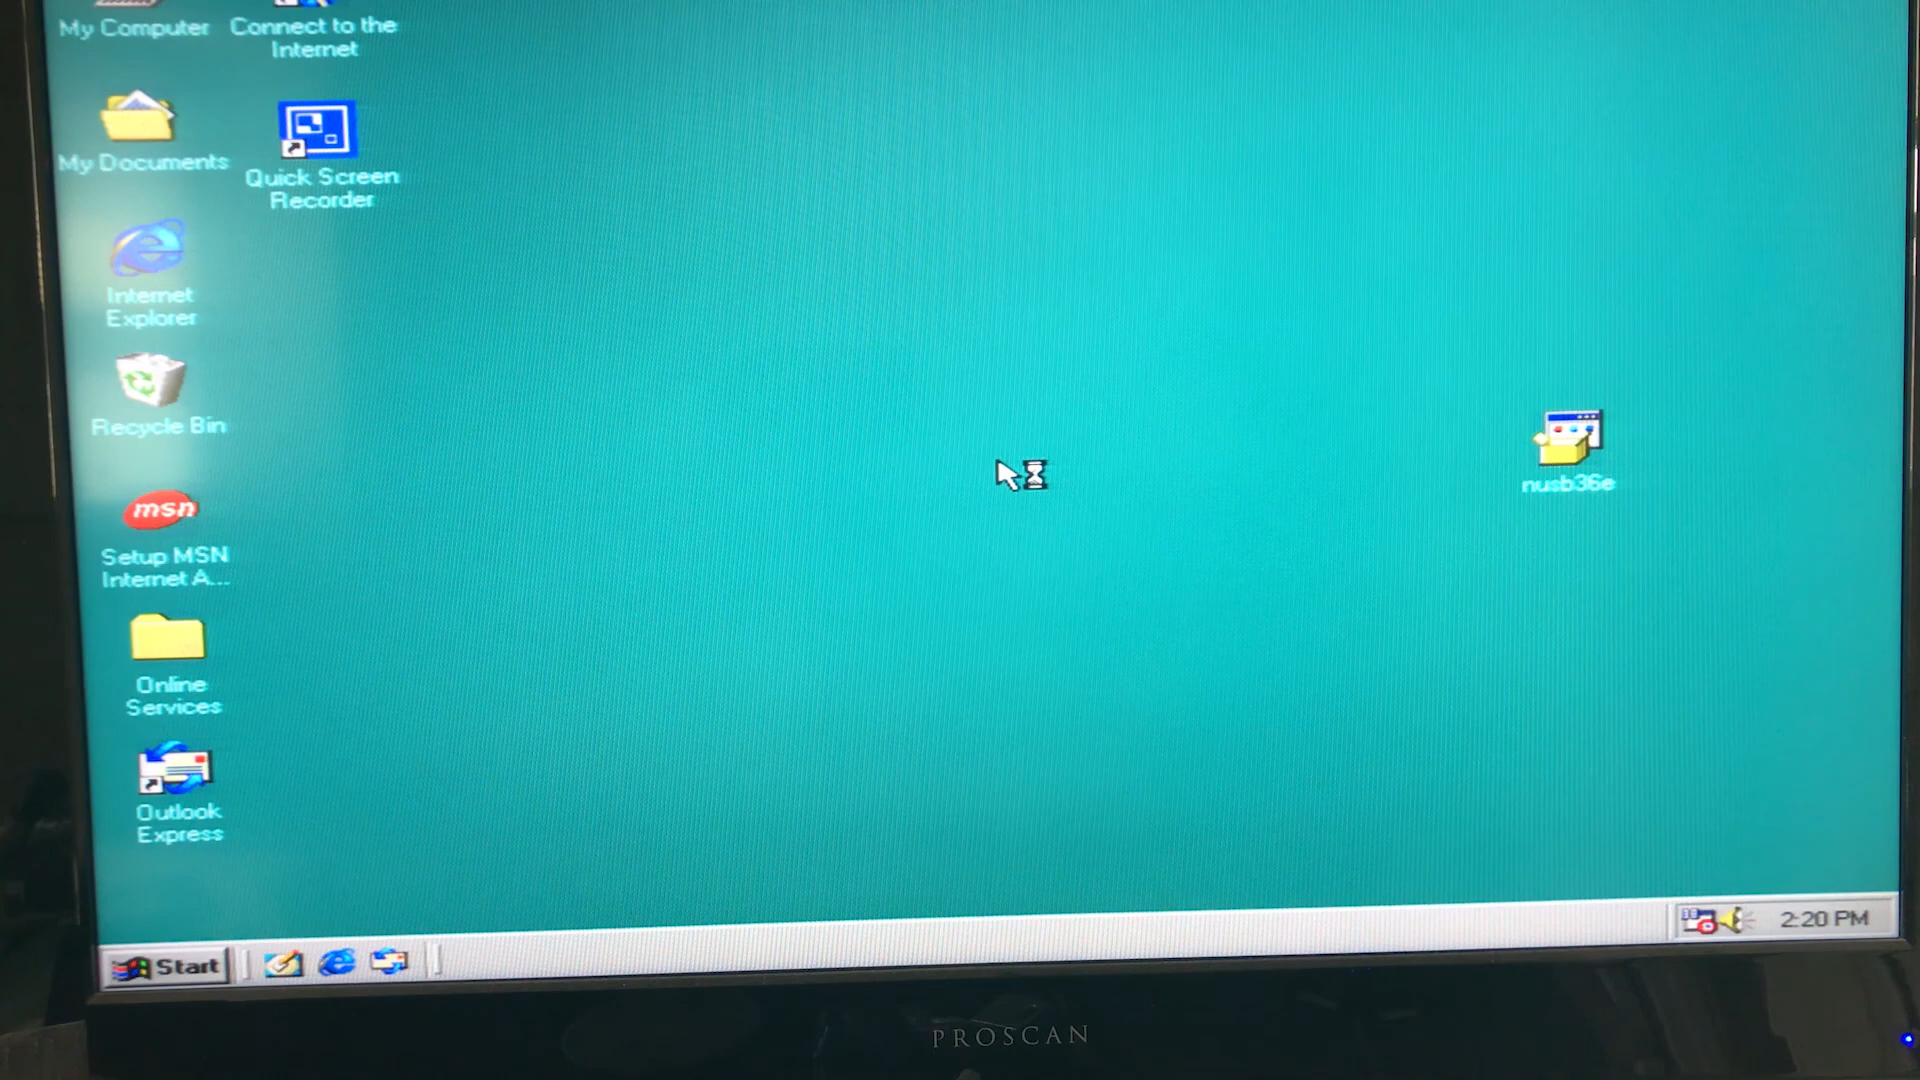 My Computer
Connect to the
Internet
My Documents
Quick Screen
Recorder
Internet
Explorer
Recycle Bin
nusb36e
msn
Setup MSN
Internet A...
Online
Services
Outlook
Express
Start
2:20 PM
PROSCAN